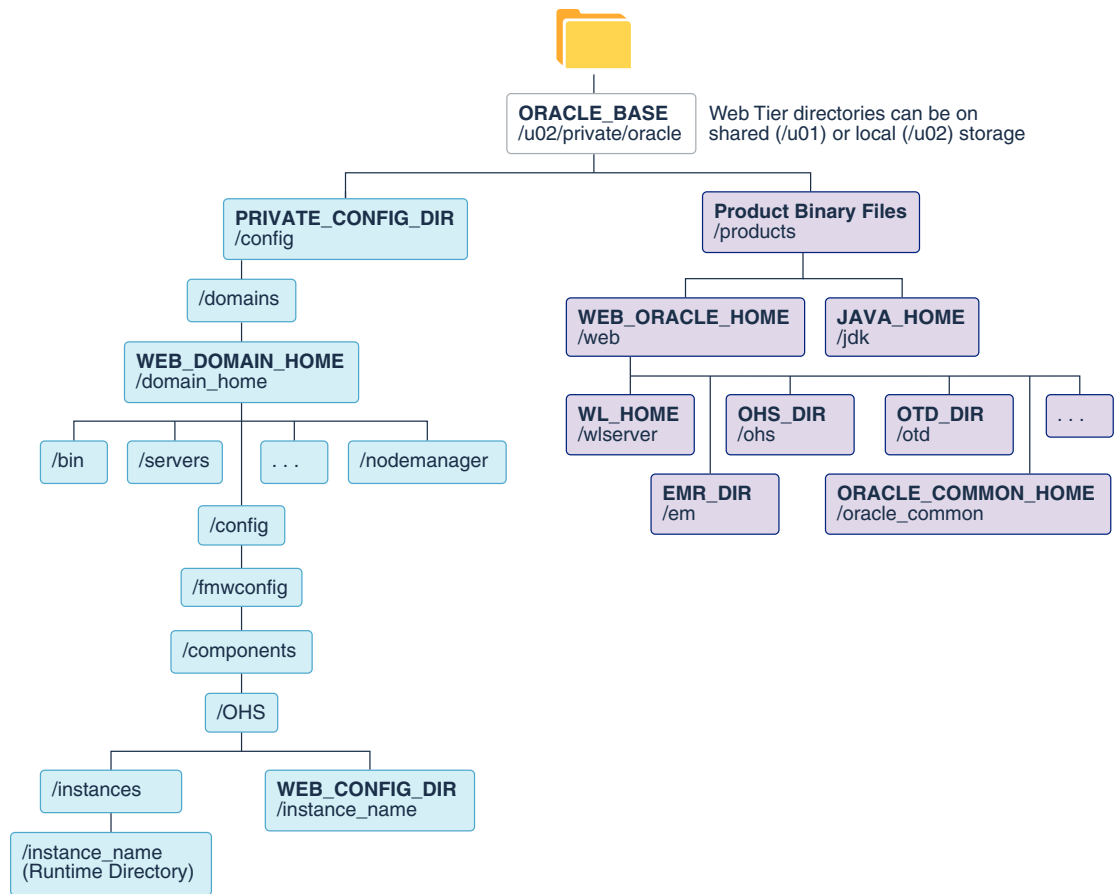 ORACLE_BASE
/u02/private/oracle
Web Tier directories can be on
shared (/u01) or local (/u02) storage
PRIVATE_CONFIG_DIR
/config
Product Binary Files
/products
/domains
WEB_ORACLE_HOME
/web
JAVA_HOME
/jdk
WEB_DOMAIN_HOME
/domain_home
WL_HOME
/wlserver
OHS_DIR
/ohs
OTD_DIR
/otd
. . .
/bin
/servers
. . .
/nodemanager
EMR_DIR
/em
ORACLE_COMMON_HOME
/oracle_common
/config
/fmwconfig
/components
/OHS
/instances
WEB_CONFIG_DIR
/instance_name
/instance_name
(Runtime Directory)